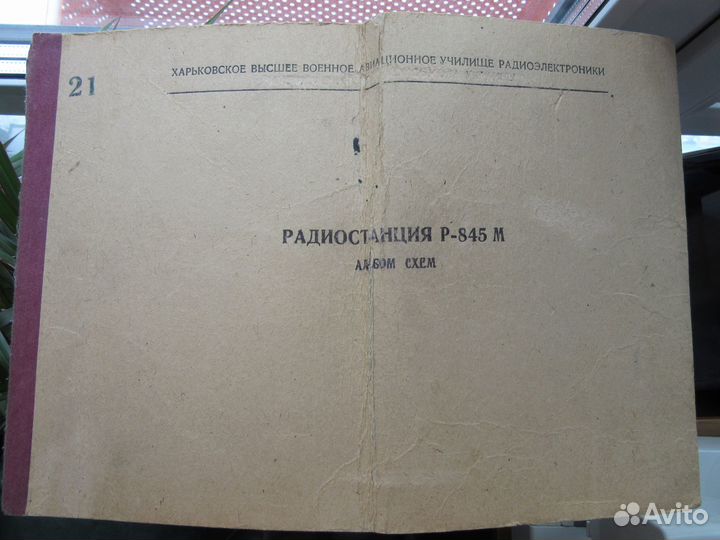 ХАРЬКОВСКОЕ ВЫСШЕЕ ВОЕННОЕ АВИАЦИОННОЕ УЧИЛИЩЕ РАДИОЭЛЕКТРОНИКИ
21
РАДИОСТАНЦИЯ Р-845 М
АЛЬБОМ СХЕМ
Avito